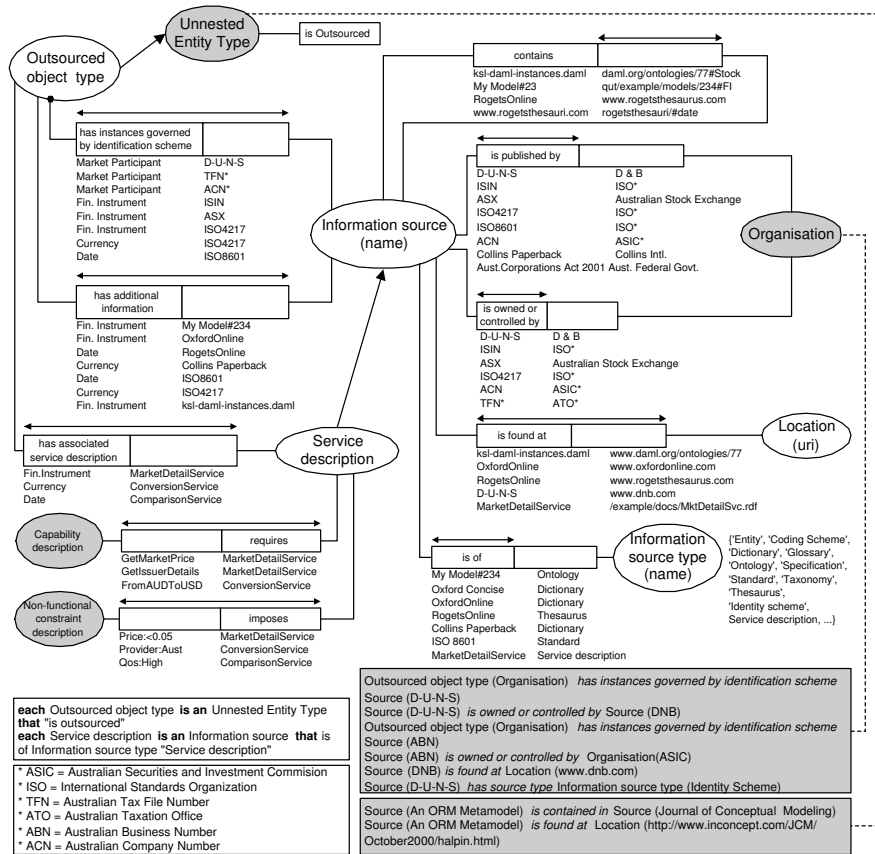 Unnested
Entity Type
is Outsourced
Outsourced
object type
contains
ksl-daml-instances.daml daml.org/ontologies/77#Stock
My Model#23 qut/example/models/234#FI
RogetsOnline www.rogetsthesaurus.com
www.rogetsthesauri.com rogetsthesauri/#date
has instances governed
by identification scheme
Market Participant D-U-N-S
Market Participant TFN*
Market Participant ACN*
Fin. Instrument ISIN
Fin. Instrument ASX
Fin. Instrument ISO4217
Currency ISO4217
Date ISO8601
is published by
D-U-N-S D & B
ISIN ISO*
ASX Australian Stock Exchange
ISO4217 ISO*
ISO8601 ISO*
ACN ASIC*
Collins Paperback Collins Intl.
Aust.Corporations Act 2001 Aust. Federal Govt.
Information source
(name)
Organisation
has additional
information
Fin. Instrument My Model#234
Fin. Instrument OxfordOnline
Date RogetsOnline
Currency Collins Paperback
Date ISO8601
Currency ISO4217
Fin. Instrument ksl-daml-instances.daml
is owned or
controlled by
D-U-N-S D & B
ISIN ISO*
ASX Australian Stock Exchange
ISO4217 ISO*
ACN ASIC*
TFN* ATO*
has associated
service description
Fin.Instrument MarketDetailService
Currency ConversionService
Date ComparisonService
Service
description
is found at
ksl-daml-instances.daml www.daml.org/ontologies/77
OxfordOnline www.oxfordonline.com
RogetsOnline www.rogetsthesaurus.com
D-U-N-S www.dnb.com
MarketDetailService /example/docs/MktDetailSvc.rdf
Location
(uri)
Capability
description
requires
GetMarketPrice MarketDetailService
GetIssuerDetails MarketDetailService
FromAUDToUSD ConversionService
is of
My Model#234 Ontology
Oxford Concise Dictionary
OxfordOnline Dictionary
RogetsOnline Thesaurus
Collins Paperback Dictionary
ISO 8601 Standard
MarketDetailService Service description
Information
source type
(name)
{'Entity', 'Coding Scheme',
'Dictionary', 'Glossary',
'Ontology', 'Specification',
'Standard', 'Taxonomy',
'Thesaurus',
'Identity scheme',
Service description, ...}
Non-functional
constraint
description
imposes
Price:<0.05 MarketDetailService
Provider:Aust ConversionService
Qos:High ComparisonService
each Outsourced object type is an Unnested Entity Type
that "is outsourced"
each Service description is an Information source that is
of Information source type "Service description"
* ASIC = Australian Securities and Investment Commision
* ISO = International Standards Organization
* TFN = Australian Tax File Number
* ATO = Australian Taxation Office
* ABN = Australian Business Number
* ACN = Australian Company Number
Outsourced object type (Organisation) has instances governed by identification scheme
Source (D-U-N-S)
Source (D-U-N-S) is owned or controlled by Source (DNB)
Outsourced object type (Organisation) has instances governed by identification scheme
Source (ABN)
Source (ABN) is owned or controlled by Organisation(ASIC)
Source (DNB) is found at Location (www.dnb.com)
Source (D-U-N-S) has source type Information source type (Identity Scheme)
Source (An ORM Metamodel) is contained in Source (Journal of Conceptual Modeling)
Source (An ORM Metamodel) is found at Location (http://www.inconcept.com/JCM/
October2000/halpin.html)